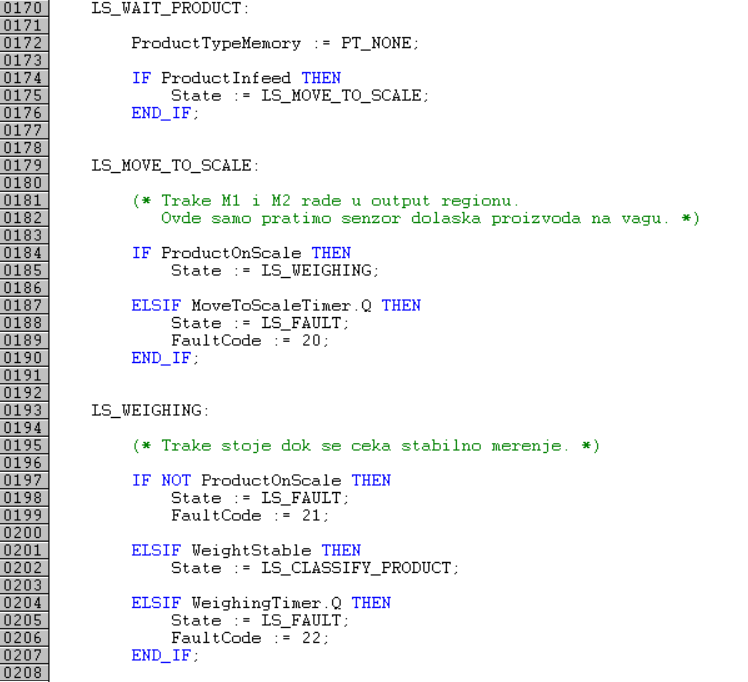 0170 LS_WAIT_PRODUCT:
0171
0172 ProductTypeMemory := PT_NONE;
0173
0174 IF ProductInfeed THEN
0175 State := LS_MOVE_TO_SCALE;
0176 END_IF;
0177
0178
0179 LS_MOVE_TO_SCALE:
0180
0181 (* Trake M1 i M2 rade u output regionu.
0182 Ovde samo pratimo senzor dolaska proizvoda na vagu. *)
0183
0184 IF ProductOnScale THEN
0185 State := LS_WEIGHING;
0186
0187 ELSIF MoveToScaleTimer.Q THEN
0188 State := LS_FAULT;
0189 FaultCode := 20;
0190 END_IF;
0191
0192
0193 LS_WEIGHING:
0194
0195 (* Trake stoje dok se ceka stabilno merenje. *)
0196
0197 IF NOT ProductOnScale THEN
0198 State := LS_FAULT;
0199 FaultCode := 21;
0200
0201 ELSIF WeightStable THEN
0202 State := LS_CLASSIFY_PRODUCT;
0203
0204 ELSIF WeighingTimer.Q THEN
0205 State := LS_FAULT;
0206 FaultCode := 22;
0207 END_IF;
0208